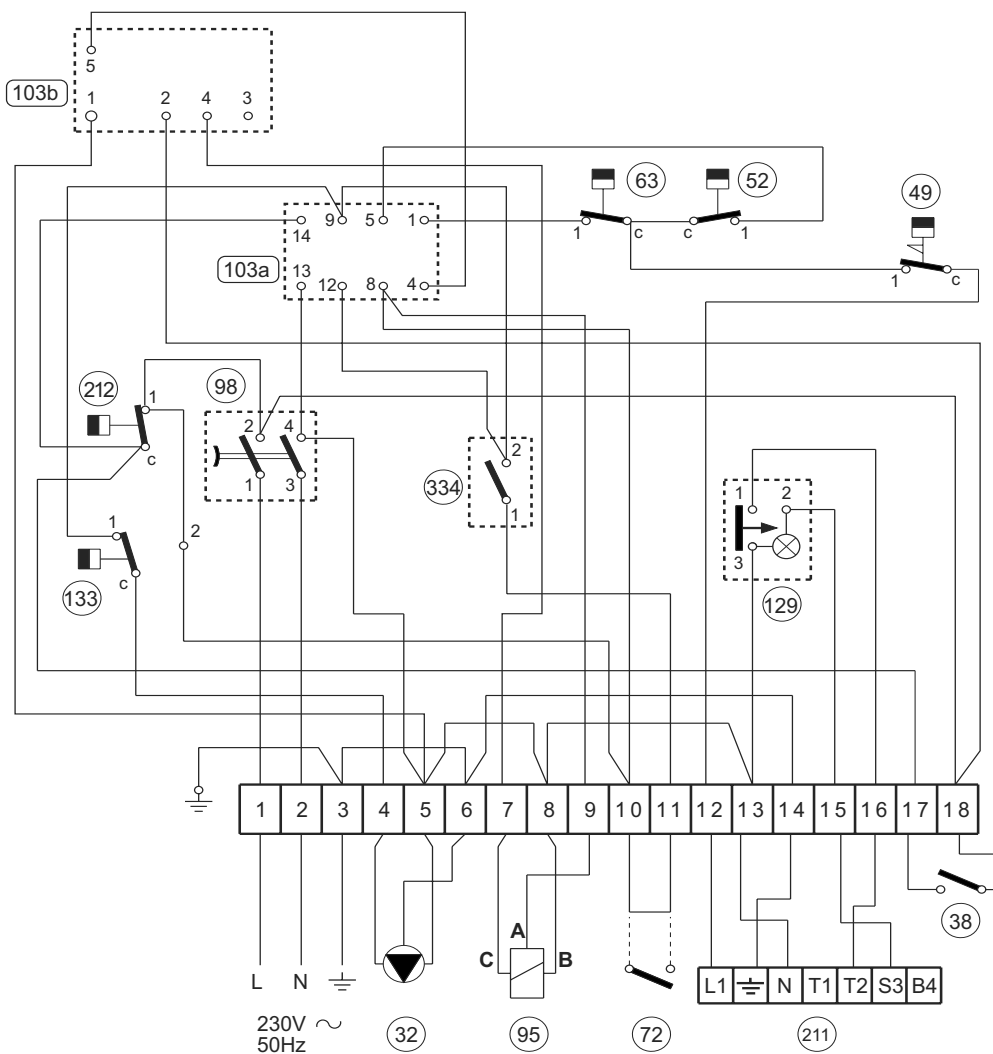 5
103b
1 2 4 3
63 52
49
9 5 1
14
1 c c 1
103a
13
12 8 4
1 c
212
98
1
2 4
c
334
2
1 3
1
1 2
1
2
3
c
133
129
1 2 3 4 5 6 7 8 9 10 11 12 13 14 15 16 17 18
A
C B
38
L N
L1 N T1 T2 S3 B4
230V
50Hz
32 95 72 211